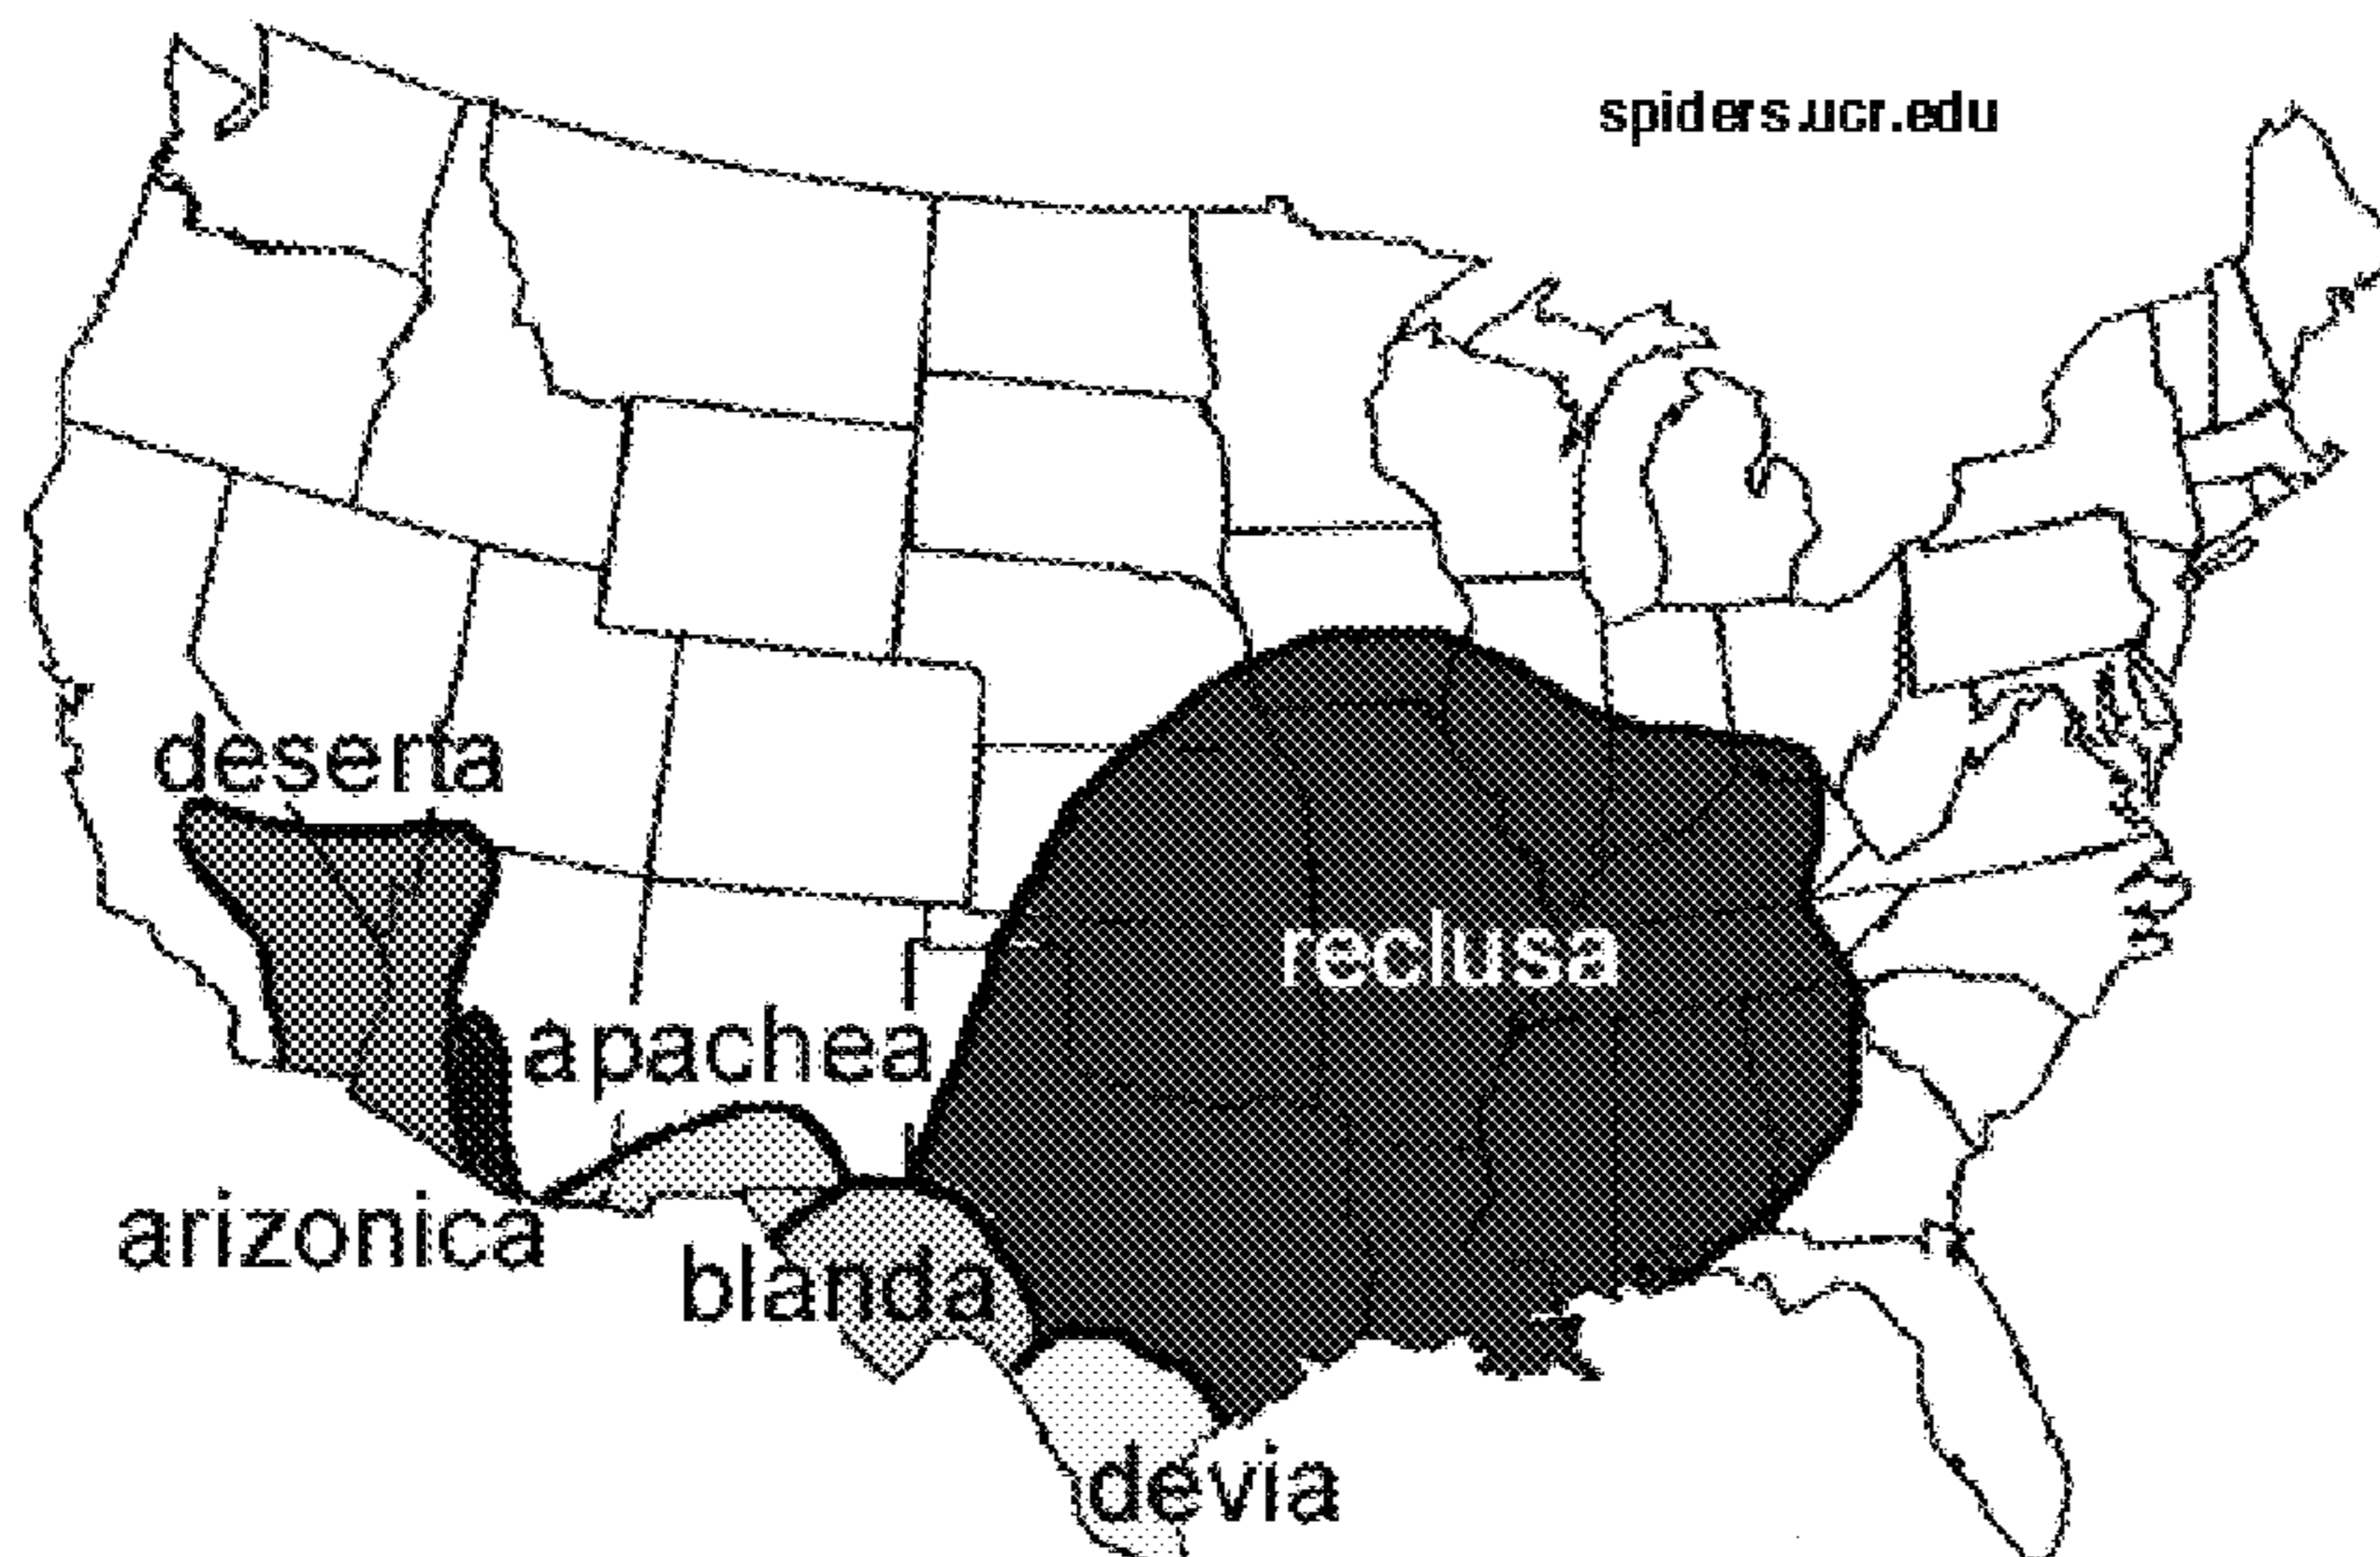 spiders.ucr.edu
deserta
reclusa
apachea
arizonica
blanda
devia